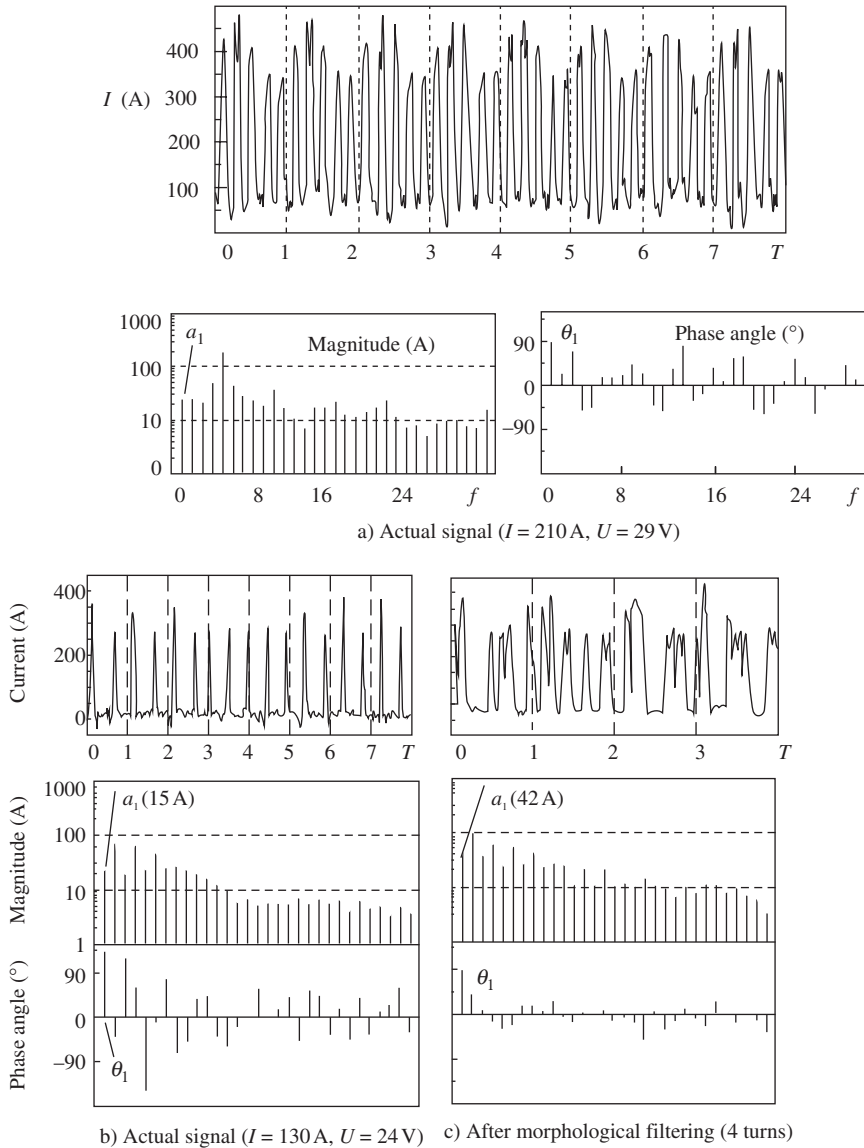 400
300
I (A)
200
100
0 1 2 3 4 5 6 7 T
1000
a₁
Magnitude (A)
100
10
0
0 8 16 24 f
90
θ₁
Phase angle (°)
0
–90
0 8 16 24 f
a) Actual signal (I = 210 A, U = 29 V)
Current (A)
400
200
0
0 1 2 3 4 5 6 7 T
0 1 2 3 T
Magnitude (A)
1000
a₁ (15 A)
100
10
1
a₁ (42 A)
Phase angle (°)
90
0
–90
θ₁
θ₁
b) Actual signal (I = 130 A, U = 24 V)
c) After morphological filtering (4 turns)